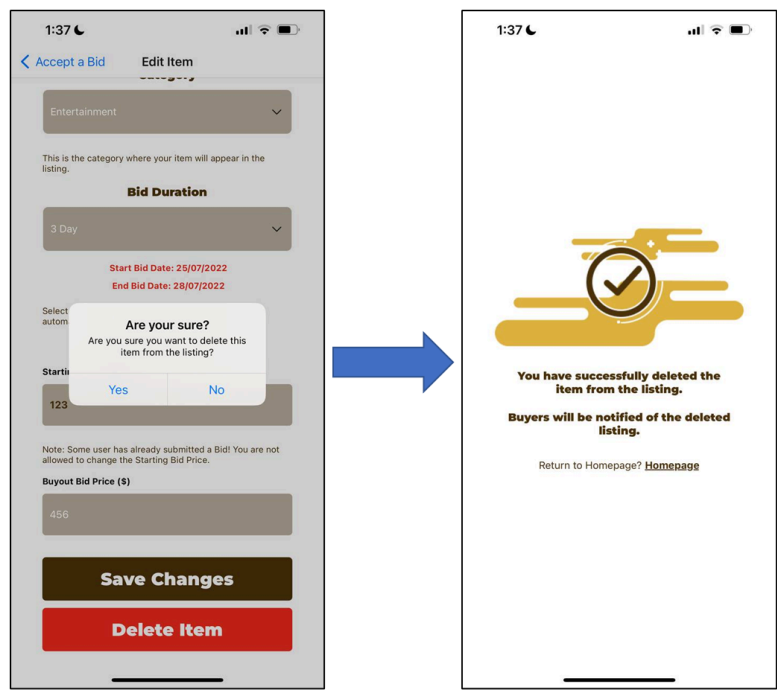 1:37
Accept a Bid
Edit Item
Category
Entertainment
This is the category where your item will appear in the
listing.
Bid Duration
3 Day
Start Bid Date: 25/07/2022
End Bid Date: 28/07/2022
Select
autom
Are your sure?
Are you sure you want to delete this
item from the listing?
Yes
No
Startin
123
Note: Some user has already submitted a Bid! You are not
allowed to change the Starting Bid Price.
Buyout Bid Price ($)
456
Save Changes
Delete Item
1:37
You have successfully deleted the
item from the listing.
Buyers will be notified of the deleted
listing.
Return to Homepage? Homepage